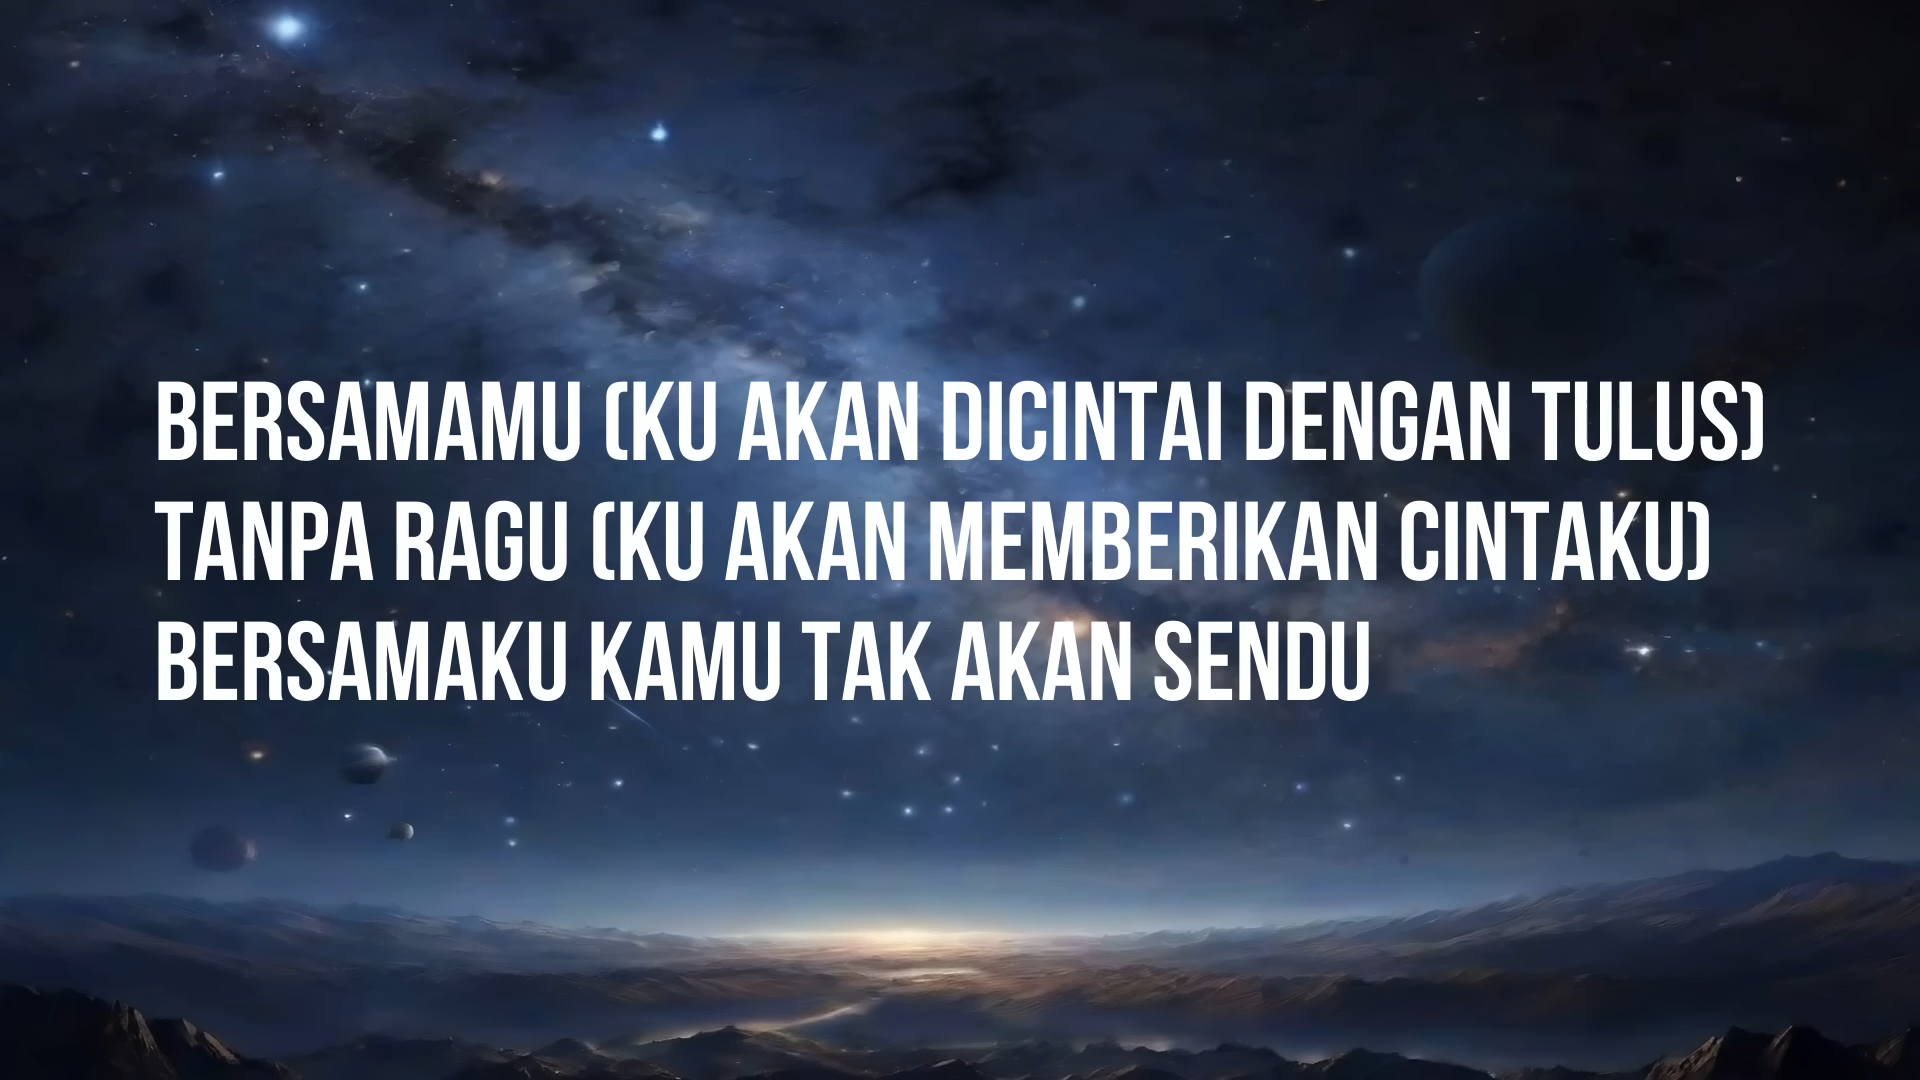 BERSAMAMU (KU AKAN DICINTAI DENGAN TULUS)
TANPA RAGU (KU AKAN MEMBERIKAN CINTAKU)
BERSAMAKU KAMU TAK AKAN SENDU